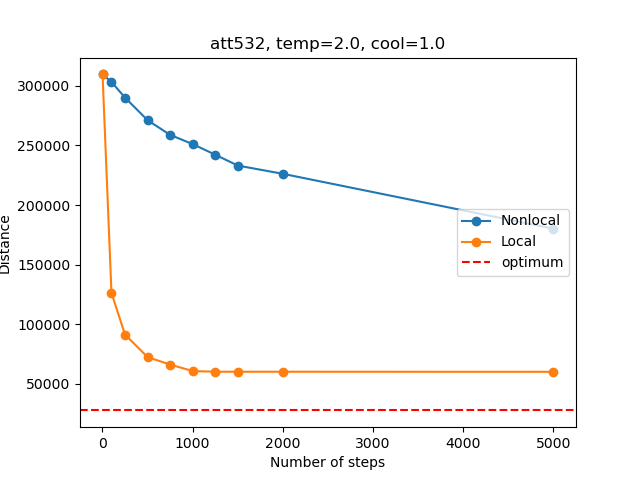 att532, temp=2.0, cool=1.0
300000
250000
200000
150000
100000
50000
Distance
Nonlocal
Local
optimum
0
1000
2000
3000
4000
5000
Number of steps